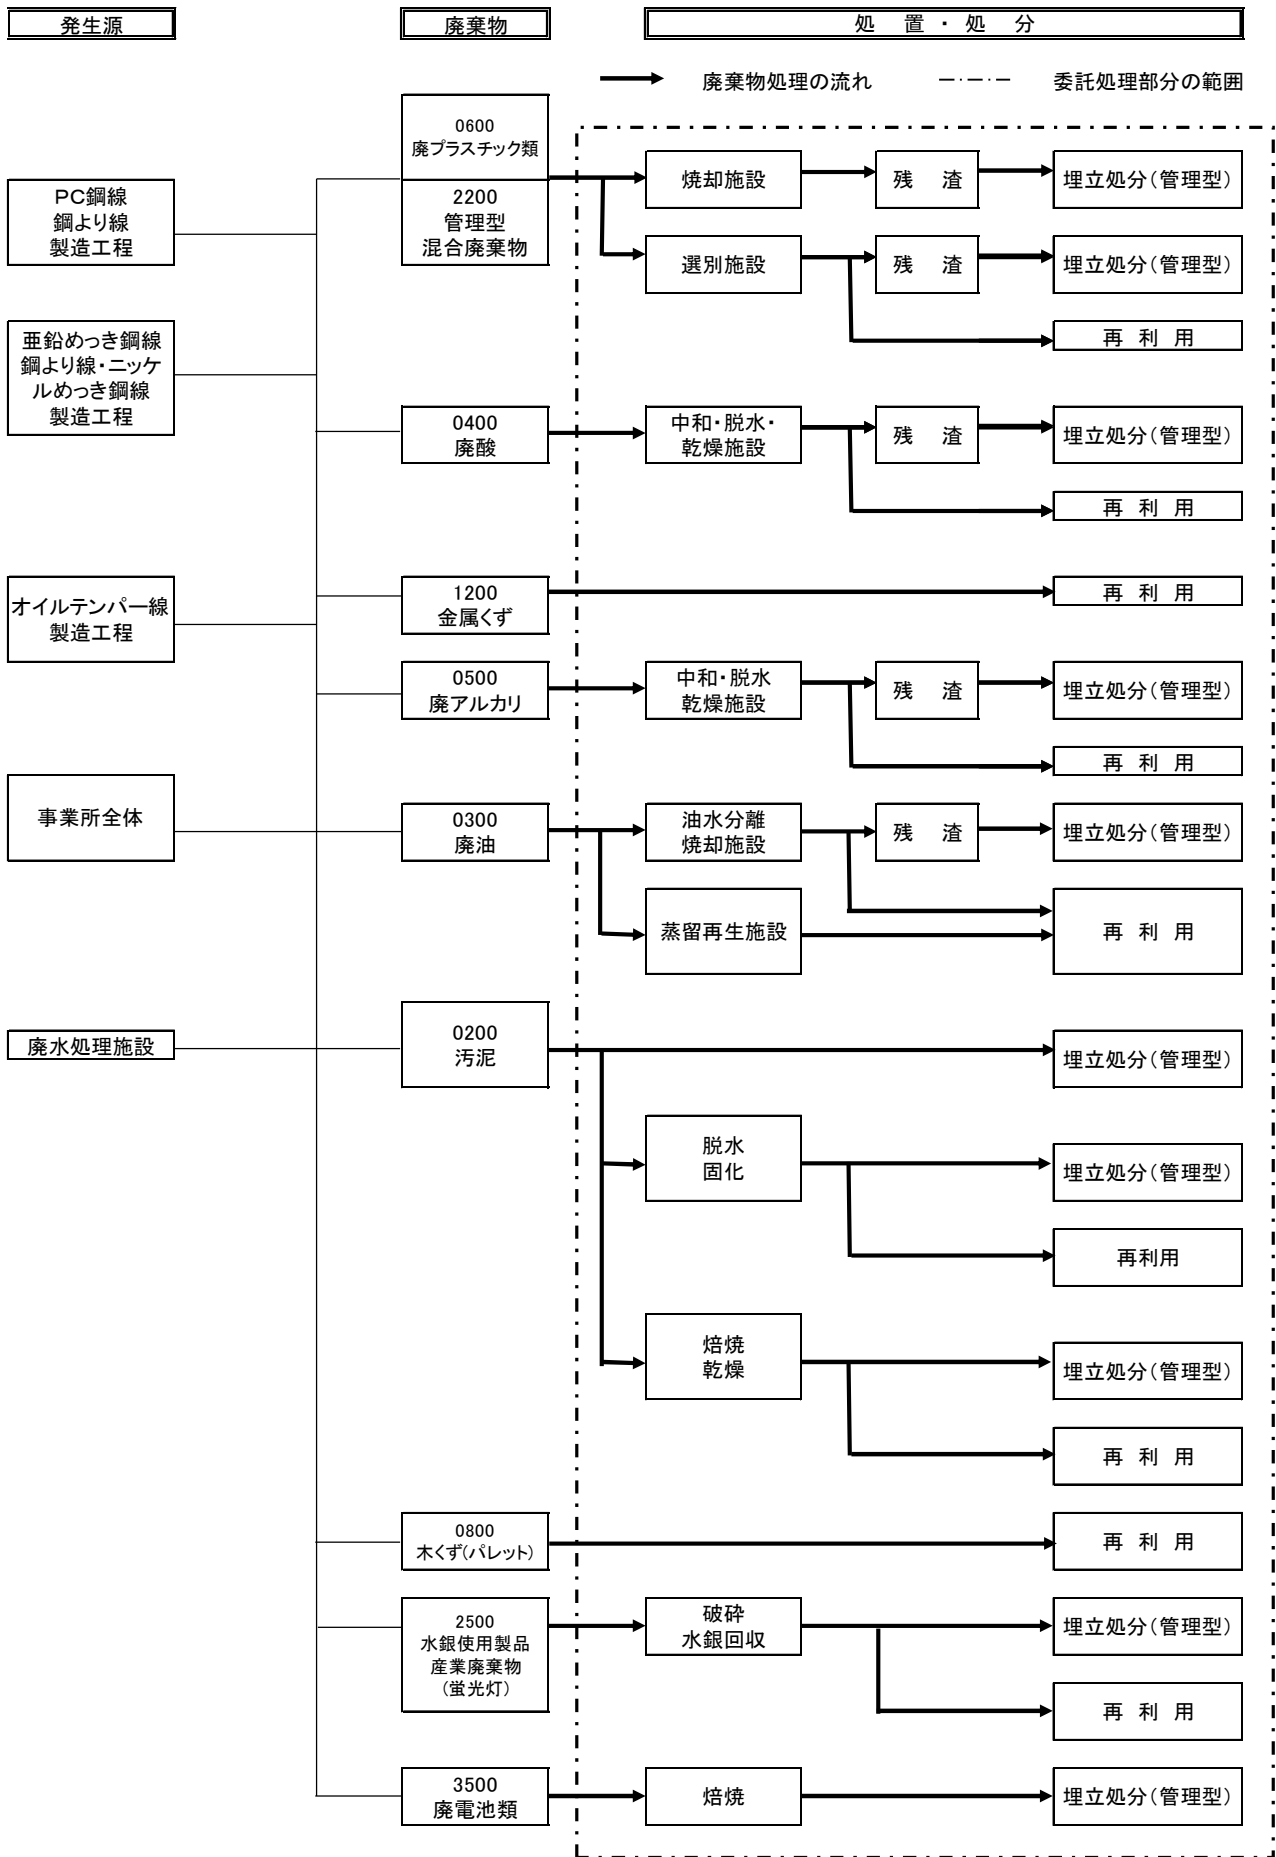 発生源
廃棄物
処 置 ・ 処 分
廃棄物処理の流れ
委託処理部分の範囲
0600
廃プラスチック類
2200
管理型
混合廃棄物
焼却施設
残 渣
埋立処分(管理型)
PC鋼線
鋼より線
製造工程
選別施設
残 渣
埋立処分(管理型)
再 利 用
亜鉛めっき鋼線
鋼より線・ニッケ
ルめっき鋼線
製造工程
0400
廃酸
中和・脱水・
乾燥施設
残 渣
埋立処分(管理型)
再 利 用
オイルテンパー線
製造工程
1200
金属くず
再 利 用
0500
廃アルカリ
中和・脱水
乾燥施設
残 渣
埋立処分(管理型)
再 利 用
事業所全体
0300
廃油
油水分離
焼却施設
残 渣
埋立処分(管理型)
蒸留再生施設
再 利 用
廃水処理施設
0200
汚泥
埋立処分(管理型)
脱水
固化
埋立処分(管理型)
再利用
焙焼
乾燥
埋立処分(管理型)
再 利 用
0800
木くず(パレット)
再 利 用
2500
水銀使用製品
産業廃棄物
(蛍光灯)
破砕
水銀回収
埋立処分(管理型)
再 利 用
3500
廃電池類
焙焼
埋立処分(管理型)